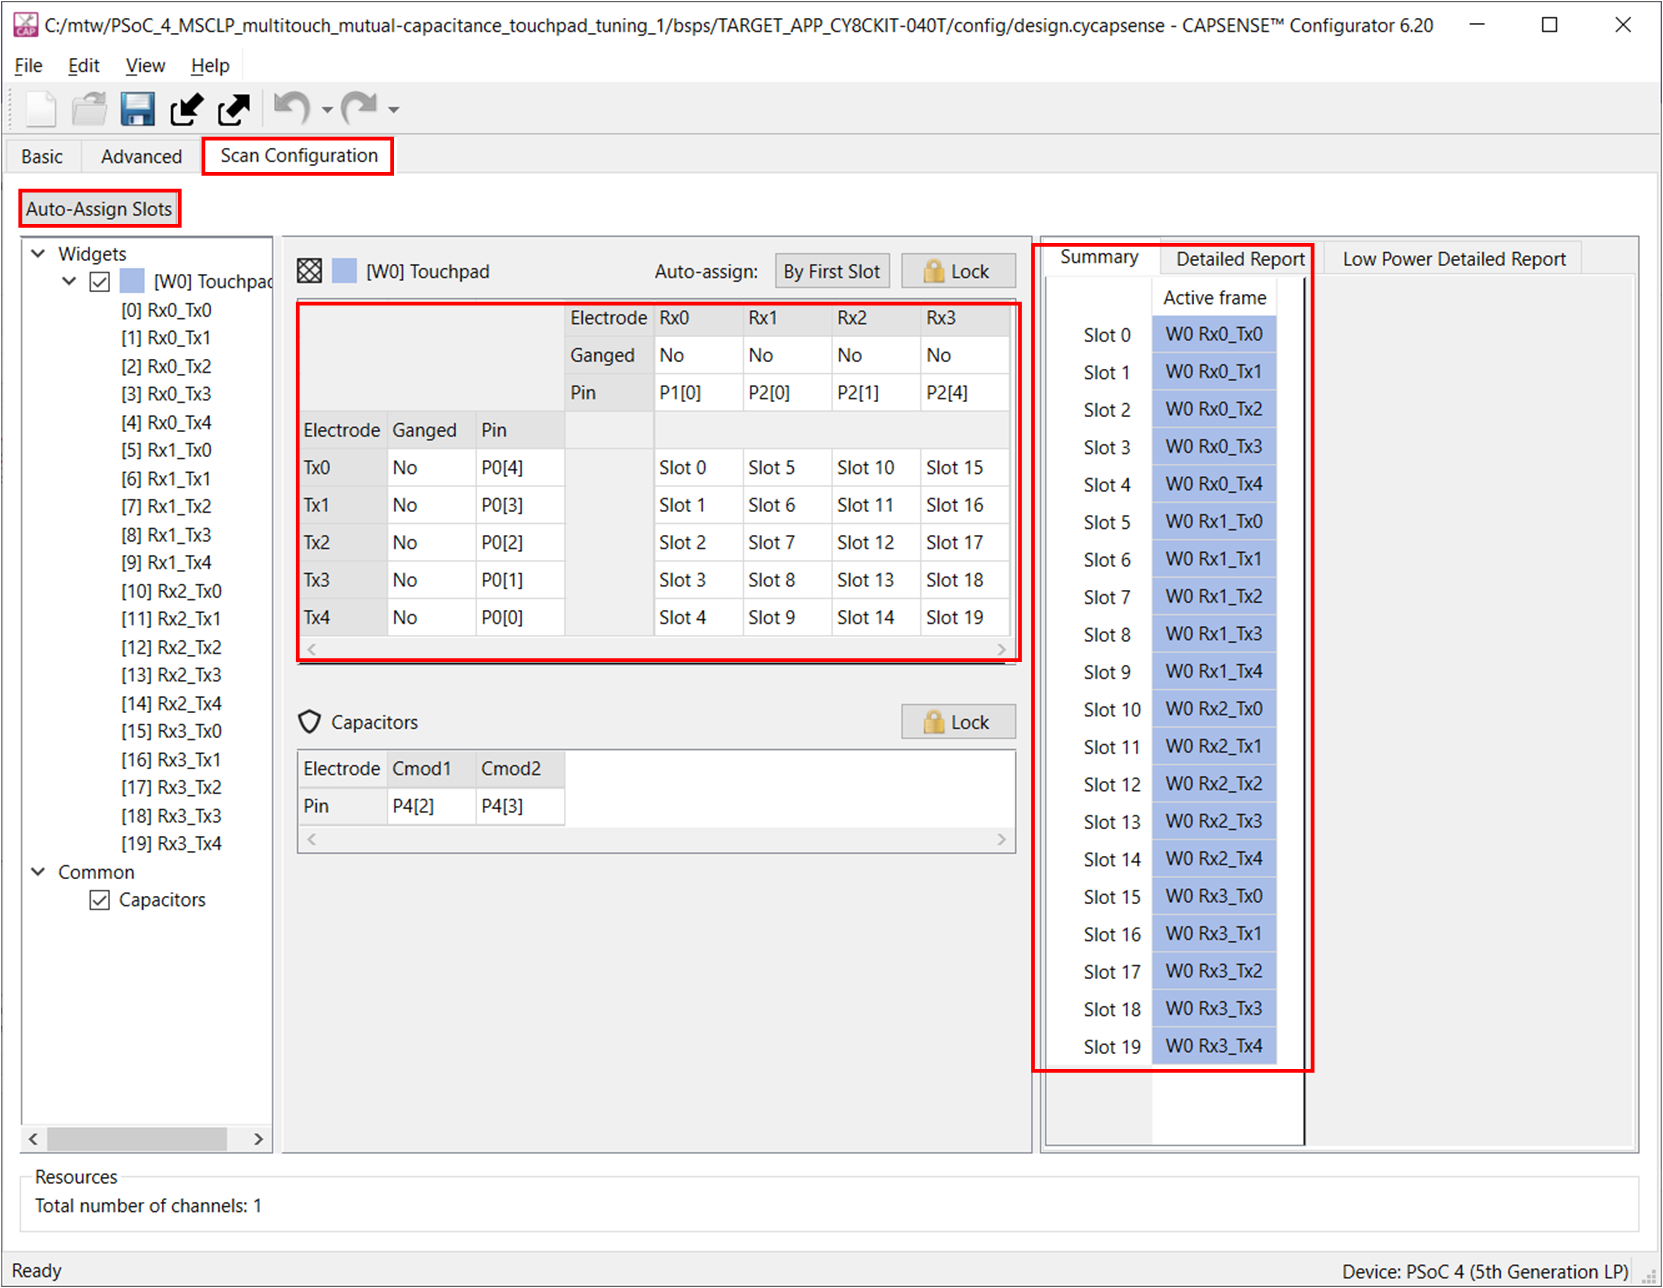 C:/mtw/PSoC_4_MSCLP_multitouch_mutual-capacitance_touchpad_tuning_1/bsps/TARGET_APP_CY8CKIT-040T/config/design.cycapsense - CAPSENSE™ Configurator 6.20
File Edit View Help
Basic Advanced Scan Configuration
Auto-Assign Slots
Widgets
[W0] Touchpad
[0] Rx0_Tx0
[1] Rx0_Tx1
[2] Rx0_Tx2
[3] Rx0_Tx3
[4] Rx0_Tx4
[5] Rx1_Tx0
[6] Rx1_Tx1
[7] Rx1_Tx2
[8] Rx1_Tx3
[9] Rx1_Tx4
[10] Rx2_Tx0
[11] Rx2_Tx1
[12] Rx2_Tx2
[13] Rx2_Tx3
[14] Rx2_Tx4
[15] Rx3_Tx0
[16] Rx3_Tx1
[17] Rx3_Tx2
[18] Rx3_Tx3
[19] Rx3_Tx4
Common
Capacitors
[W0] Touchpad Auto-assign: By First Slot Lock
Electrode Rx0 Rx1 Rx2 Rx3
Ganged No No No No
Pin P1[0] P2[0] P2[1] P2[4]
Electrode Ganged Pin
Tx0 No P0[4] Slot 0 Slot 5 Slot 10 Slot 15
Tx1 No P0[3] Slot 1 Slot 6 Slot 11 Slot 16
Tx2 No P0[2] Slot 2 Slot 7 Slot 12 Slot 17
Tx3 No P0[1] Slot 3 Slot 8 Slot 13 Slot 18
Tx4 No P0[0] Slot 4 Slot 9 Slot 14 Slot 19
Capacitors Lock
Electrode Cmod1 Cmod2
Pin P4[2] P4[3]
Summary Detailed Report Low Power Detailed Report
Active frame
Slot 0 W0 Rx0_Tx0
Slot 1 W0 Rx0_Tx1
Slot 2 W0 Rx0_Tx2
Slot 3 W0 Rx0_Tx3
Slot 4 W0 Rx0_Tx4
Slot 5 W0 Rx1_Tx0
Slot 6 W0 Rx1_Tx1
Slot 7 W0 Rx1_Tx2
Slot 8 W0 Rx1_Tx3
Slot 9 W0 Rx1_Tx4
Slot 10 W0 Rx2_Tx0
Slot 11 W0 Rx2_Tx1
Slot 12 W0 Rx2_Tx2
Slot 13 W0 Rx2_Tx3
Slot 14 W0 Rx2_Tx4
Slot 15 W0 Rx3_Tx0
Slot 16 W0 Rx3_Tx1
Slot 17 W0 Rx3_Tx2
Slot 18 W0 Rx3_Tx3
Slot 19 W0 Rx3_Tx4
Resources
Total number of channels: 1
Ready Device: PSoC 4 (5th Generation LP)